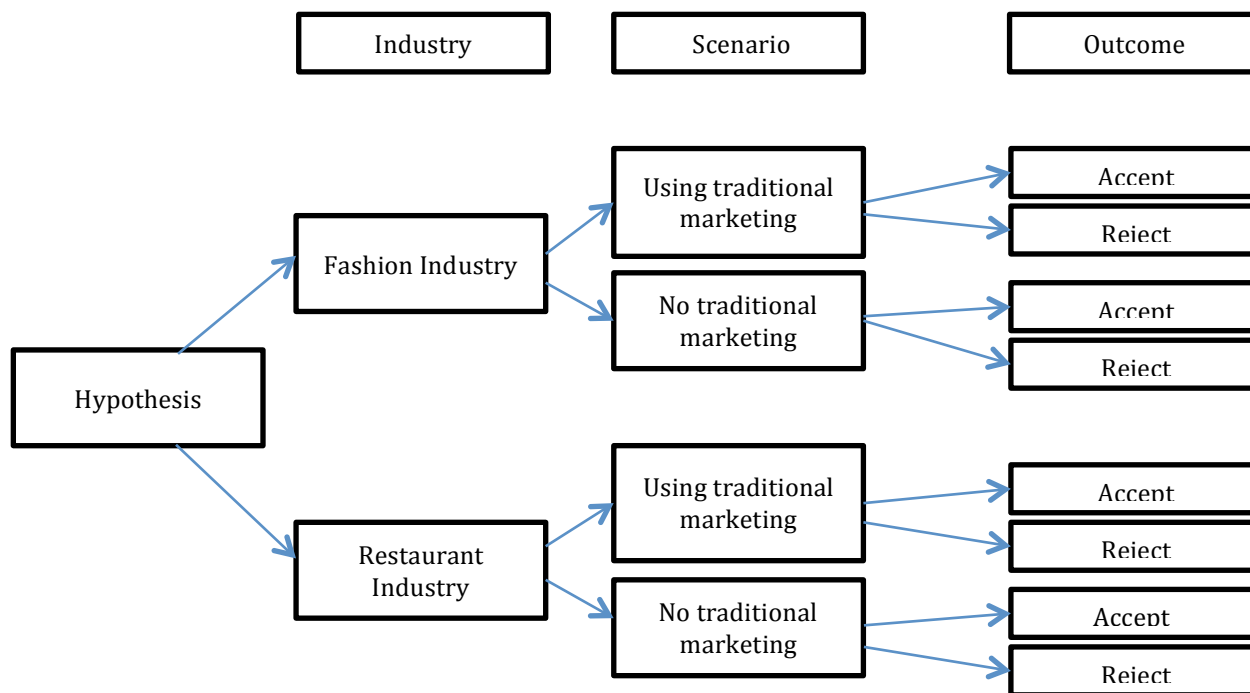 Industry
Scenario
Outcome
Hypothesis
Fashion Industry
Using traditional
marketing
Accept
Reject
No traditional
marketing
Accept
Reject
Restaurant
Industry
Using traditional
marketing
Accept
Reject
No traditional
marketing
Accept
Reject